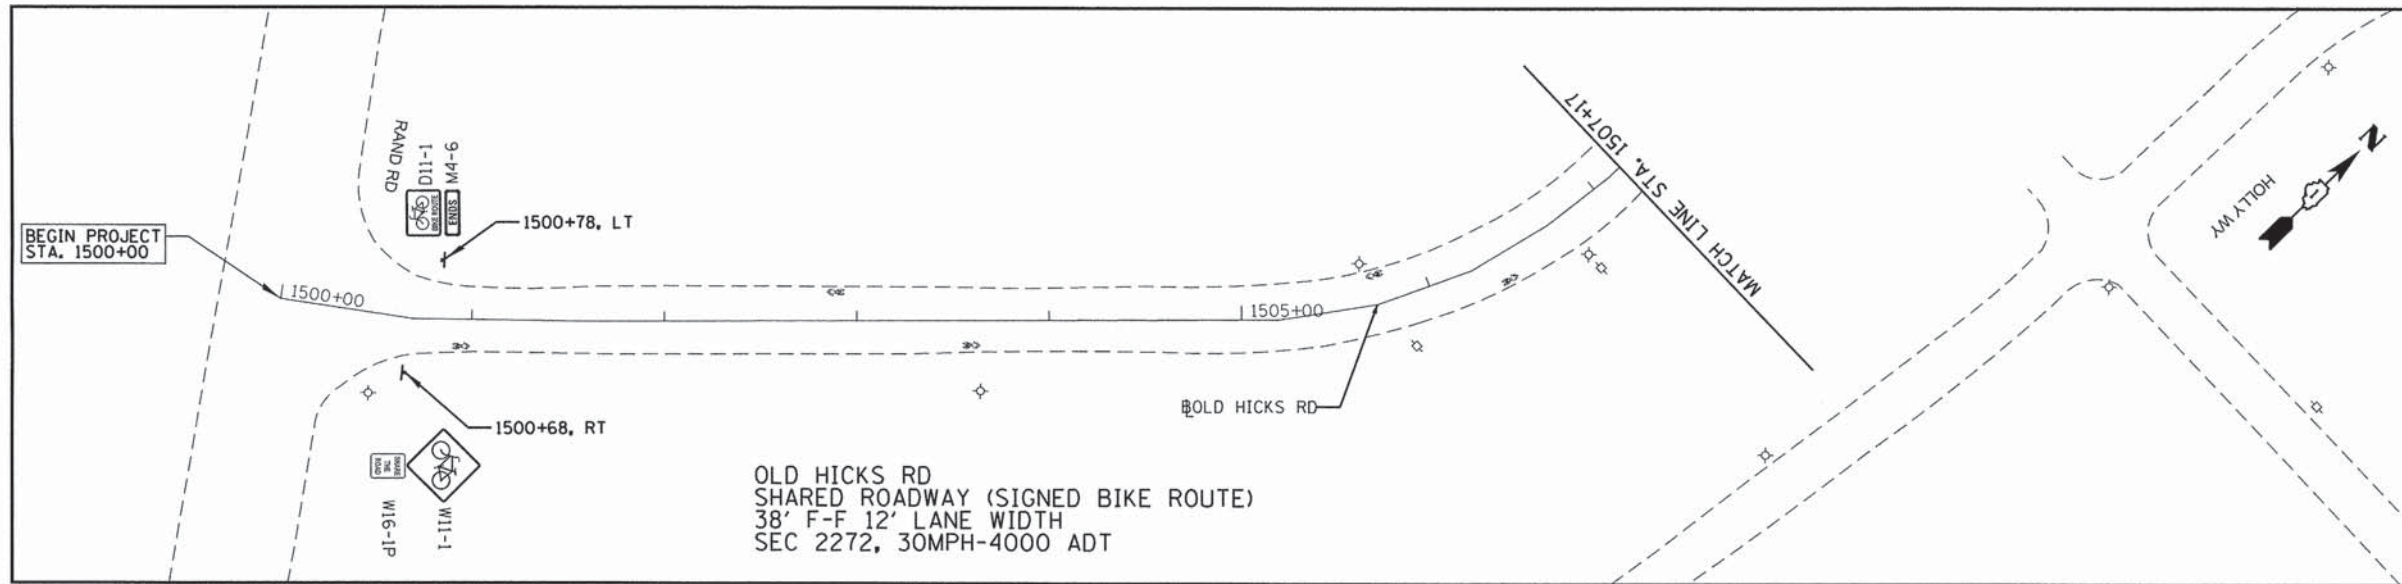 BEGIN PROJECT
STA. 1500+00
RAND RD
D11-1
M4-6
BIKE ROUTE
ENDS
1500+78, LT
1500+00
1505+00
MATCH LINE STA. 1507+17
HOLLY WY
N
1500+68, RT
SHARE
THE
ROAD
W16-1P
W11-1
℄ OLD HICKS RD
OLD HICKS RD
SHARED ROADWAY (SIGNED BIKE ROUTE)
38' F-F 12' LANE WIDTH
SEC 2272, 30MPH-4000 ADT